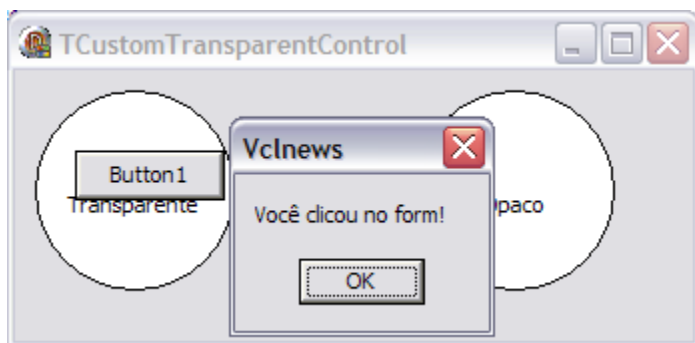 TCustomTransparentControl
Vclnews
Button1
Transparente
Você clicou no form!
Opaco
OK